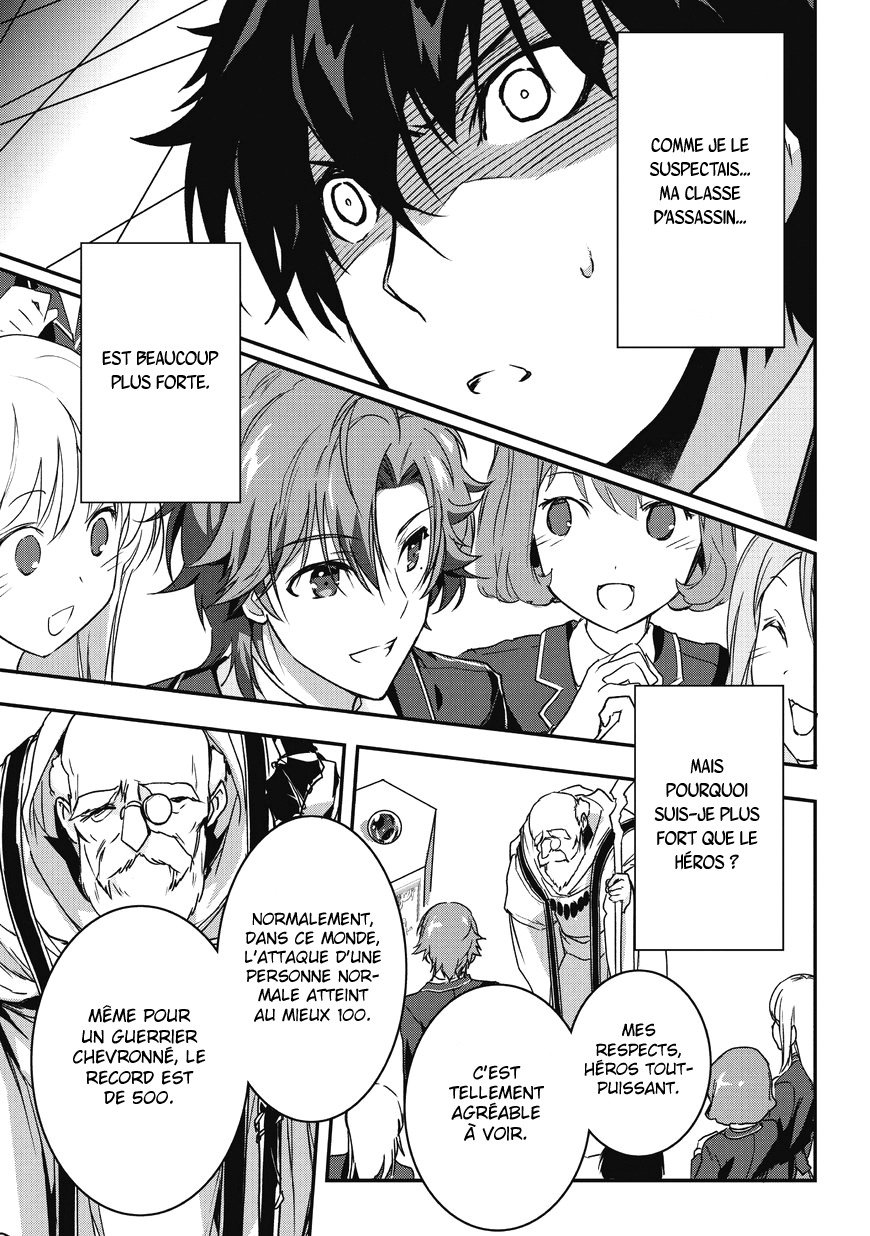 COMME JE LE
SUSPECTAIS...
MA CLASSE
D'ASSASSIN...
EST BEAUCOUP
PLUS FORTE.
MAIS
POURQUOI
SUIS-JE PLUS
FORT QUE LE
HÉROS ?
MES
RESPECTS,
HÉROS TOUT-
PUISSANT.
C'EST
TELLEMENT
AGRÉABLE
À VOIR.
NORMALEMENT,
DANS CE MONDE,
L'ATTAQUE D'UNE
PERSONNE NOR-
MALE ATTEINT
AU MIEUX 100.
MÊME POUR
UN GUERRIER
CHEVRONNÉ, LE
RECORD EST
DE 500.